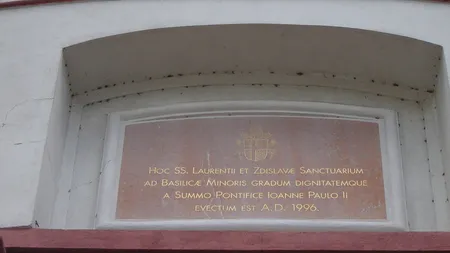 Hoc SS. Laurentii et Zdislavæ Sanctuarium
ad Basilicæ Minoris gradum dignitatemque
a Summo Pontifice Ioanne Paulo II
evectum est A.D. 1996.